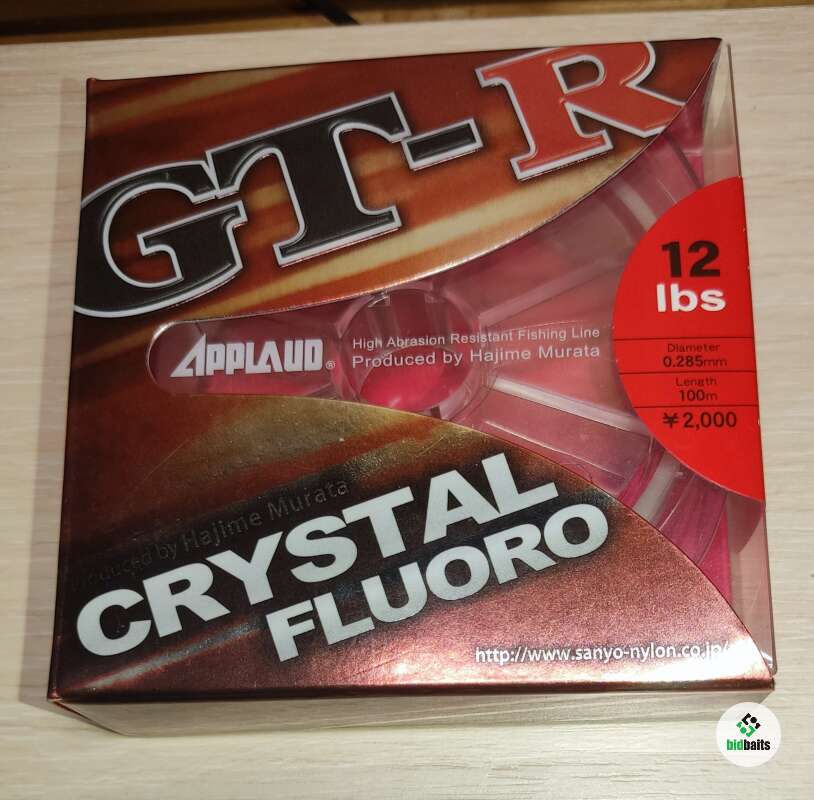 GT-R
12
lbs
Diameter
0.285mm
Length
100m
¥2,000
APPLAUD®
High Abrasion Resistant Fishing Line
Produced by Hajime Murata
Produced by Hajime Murata
CRYSTAL
FLUORO
http://www.sanyo-nylon.co.jp/
bidbaits